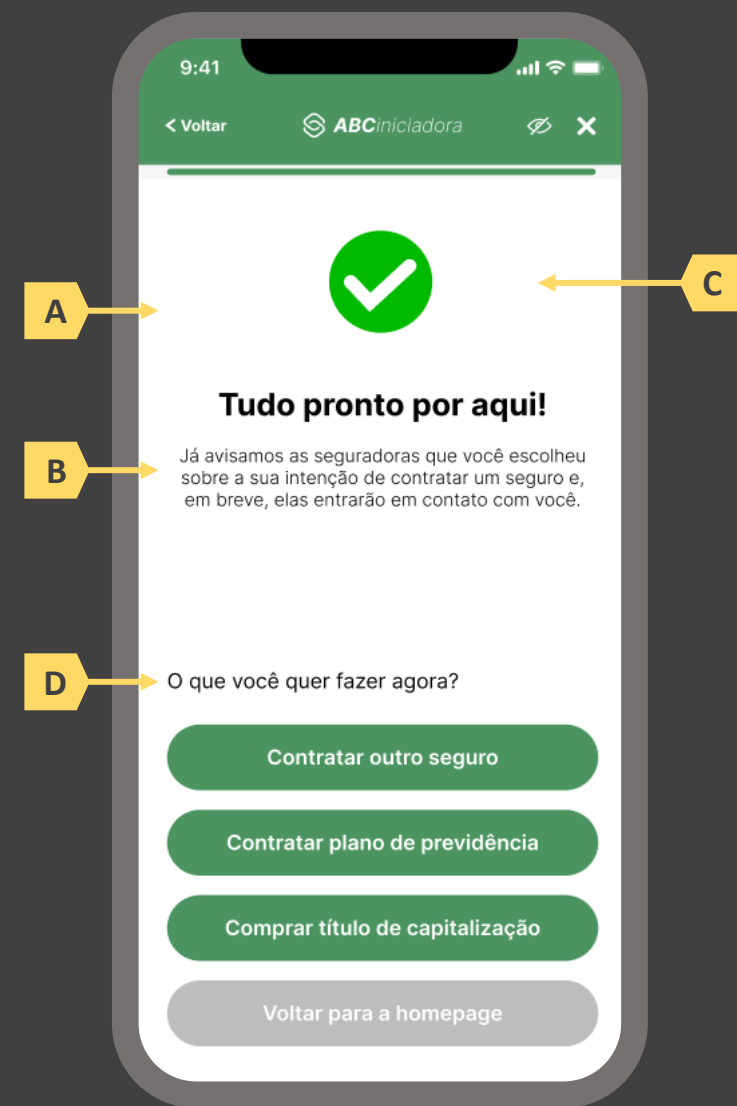 9:41
< Voltar
ABCiniciadora
A
C
Tudo pronto por aqui!
B
Já avisamos as seguradoras que você escolheu
sobre a sua intenção de contratar um seguro e,
em breve, elas entrarão em contato com você.
D
O que você quer fazer agora?
Contratar outro seguro
Contratar plano de previdência
Comprar título de capitalização
Voltar para a homepage